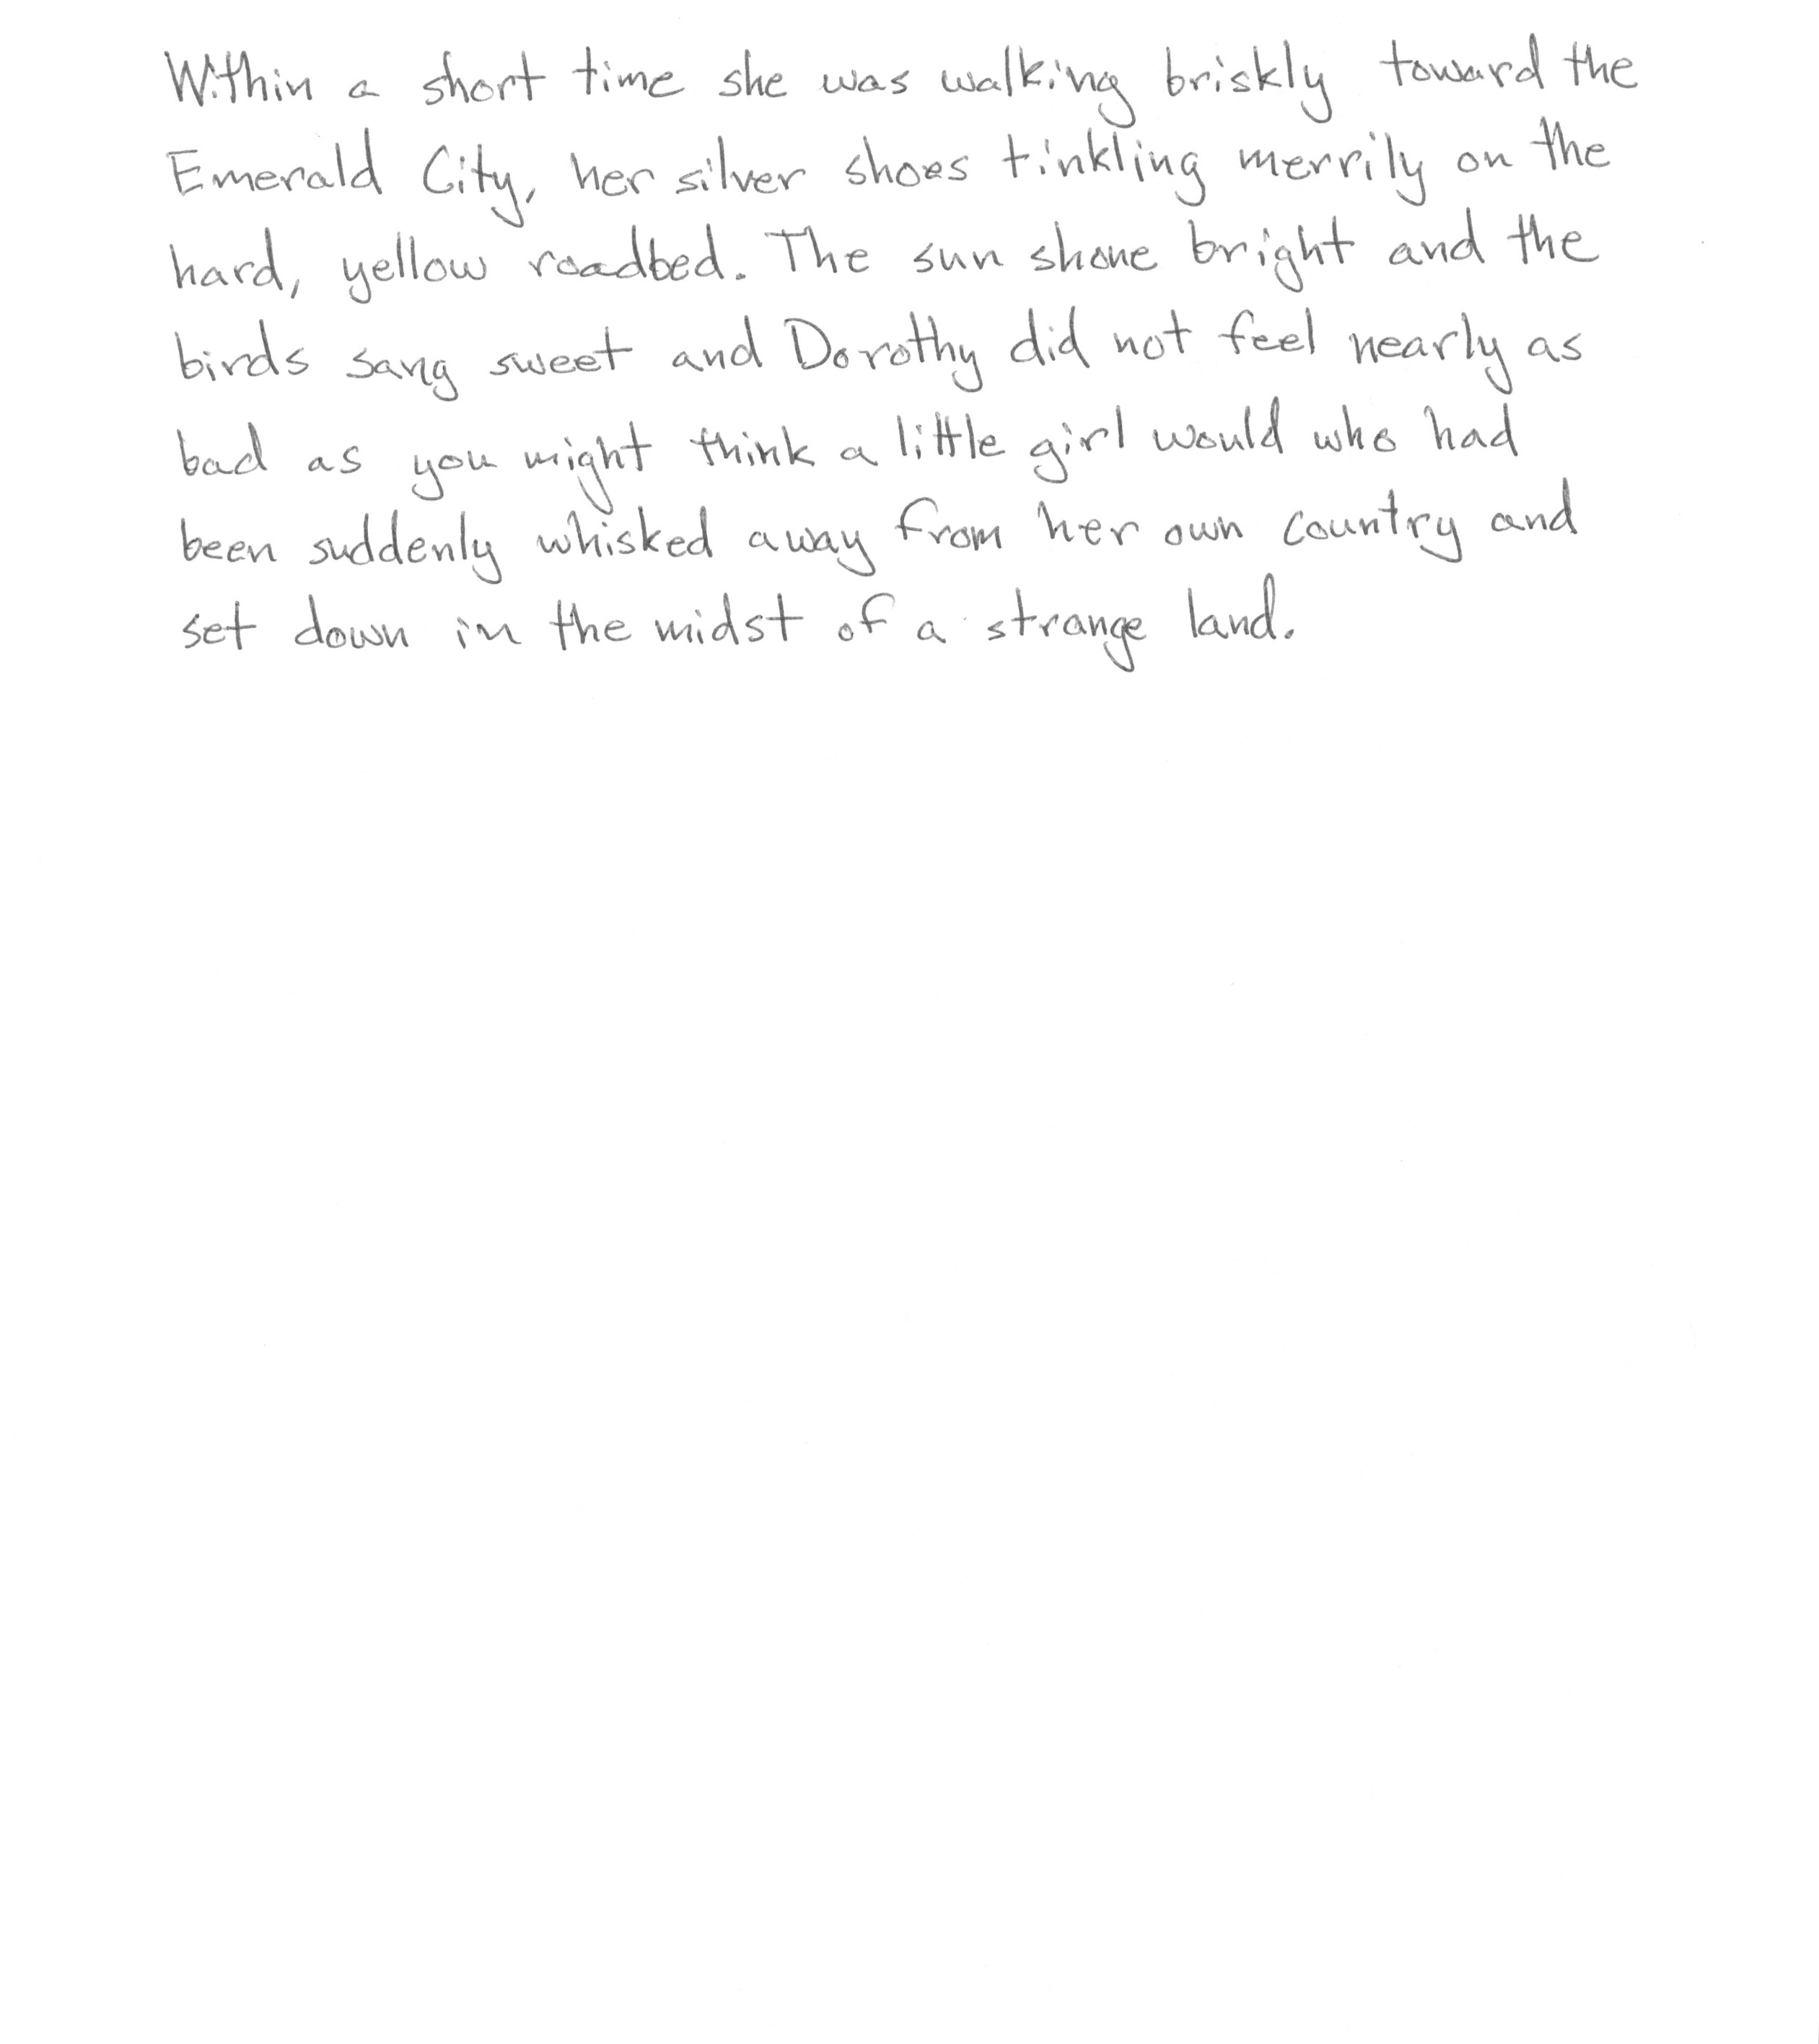 Within a short time she was walking briskly toward the
Emerald City, her silver shoes tinkling merrily on the
hard, yellow roadbed. The sun shone bright and the
birds sang sweet and Dorothy did not feel nearly as
bad as you might think a little girl would who had
been suddenly whisked away from her own country and
set down in the midst of a strange land.